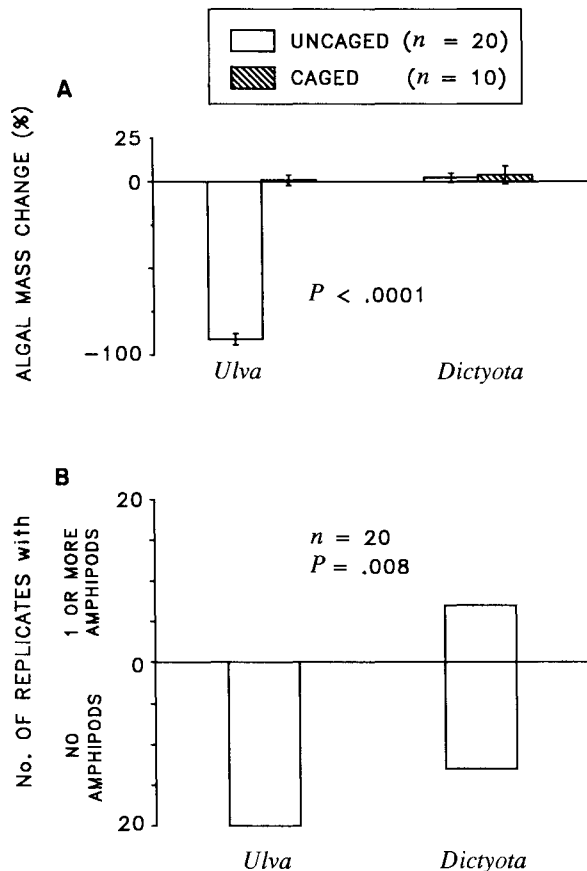 UNCAGED (n = 20)
CAGED (n = 10)
A
ALGAL MASS CHANGE (%)
25
0
-100
P < .0001
Ulva
Dictyota
B
No. OF REPLICATES with
1 OR MORE
AMPHIPODS
NO
AMPHIPODS
20
0
20
n = 20
P = .008
Ulva
Dictyota